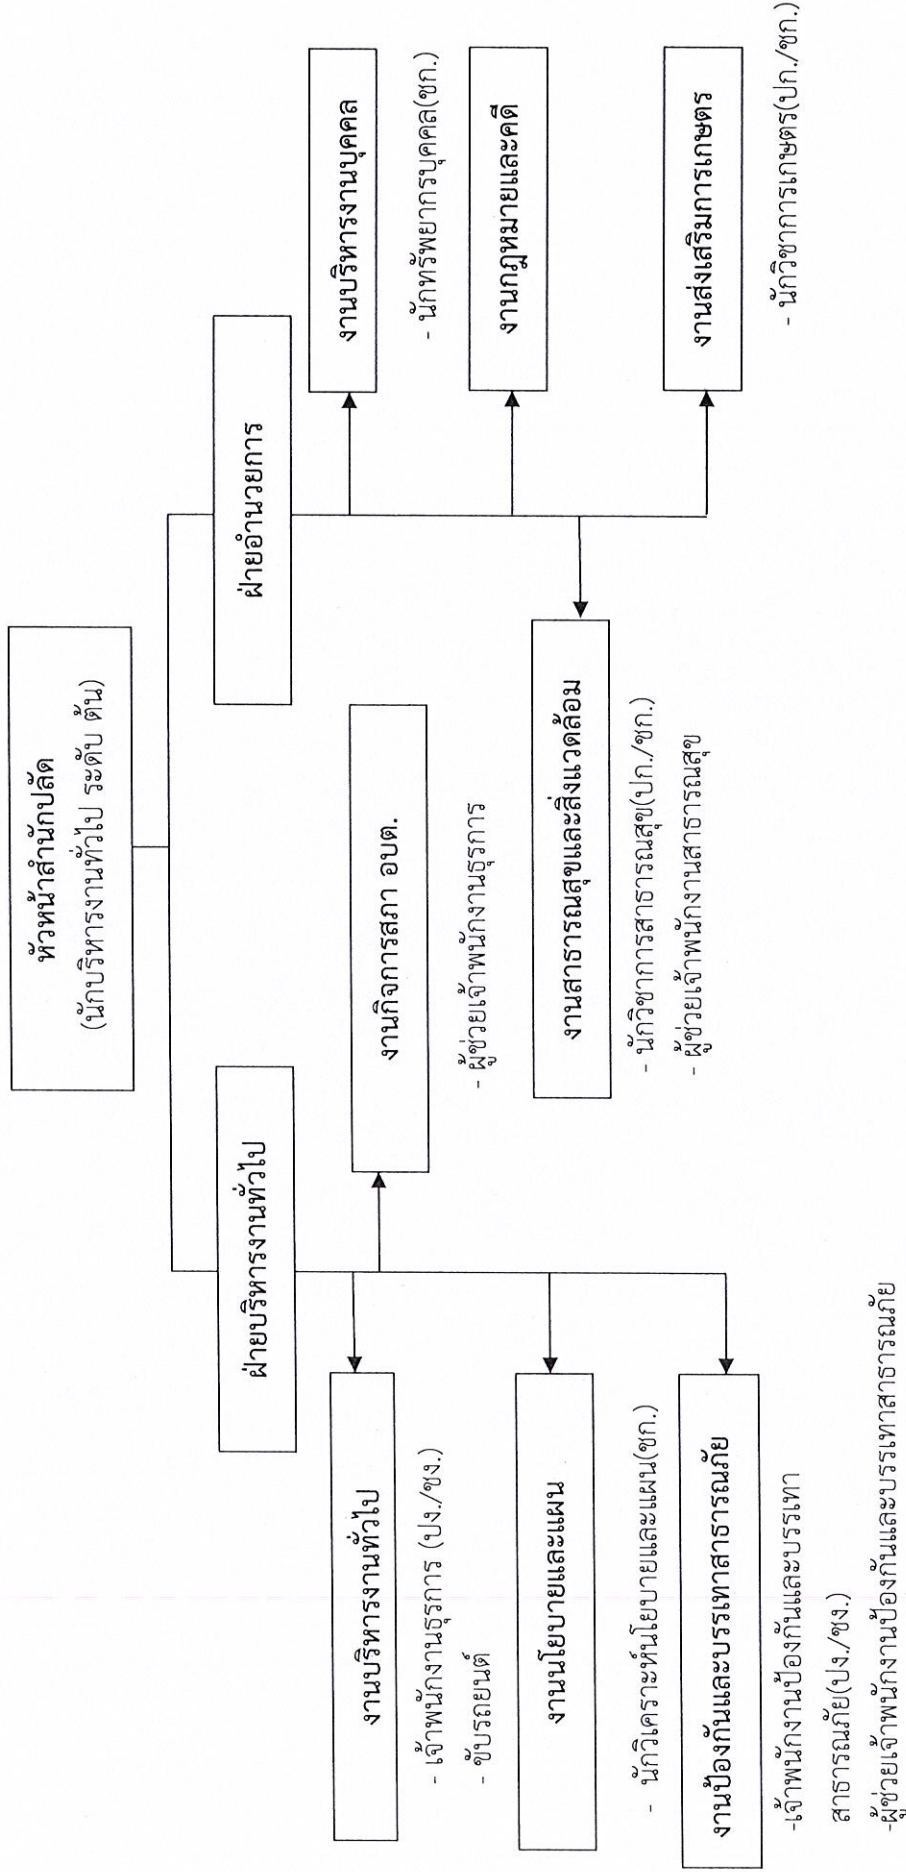 หัวหน้าสำนักปลัด
(นักบริหารงานทั่วไป ระดับ ต้น)
ฝ่ายบริหารงานทั่วไป
ฝ่ายอำนวยการ
งานบริหารงานทั่วไป
- เจ้าพนักงานธุรการ (ปง./ชง.)
- ขับรถยนต์
งานกิจการสภา อบต.
- ผู้ช่วยเจ้าพนักงานธุรการ
งานนโยบายและแผน
- นักวิเคราะห์นโยบายและแผน(ชก.)
งานป้องกันและบรรเทาสาธารณภัย
-เจ้าพนักงานป้องกันและบรรเทา
สาธารณภัย(ปง./ชง.)
-ผู้ช่วยเจ้าพนักงานป้องกันและบรรเทาสาธารณภัย
งานบริหารงานบุคคล
- นักทรัพยากรบุคคล(ชก.)
งานกฎหมายและคดี
งานสาธารณสุขและสิ่งแวดล้อม
- นักวิชาการสาธารณสุข(ปก./ชก.)
- ผู้ช่วยเจ้าพนักงานสาธารณสุข
งานส่งเสริมการเกษตร
- นักวิชาการเกษตร(ปก./ชก.)